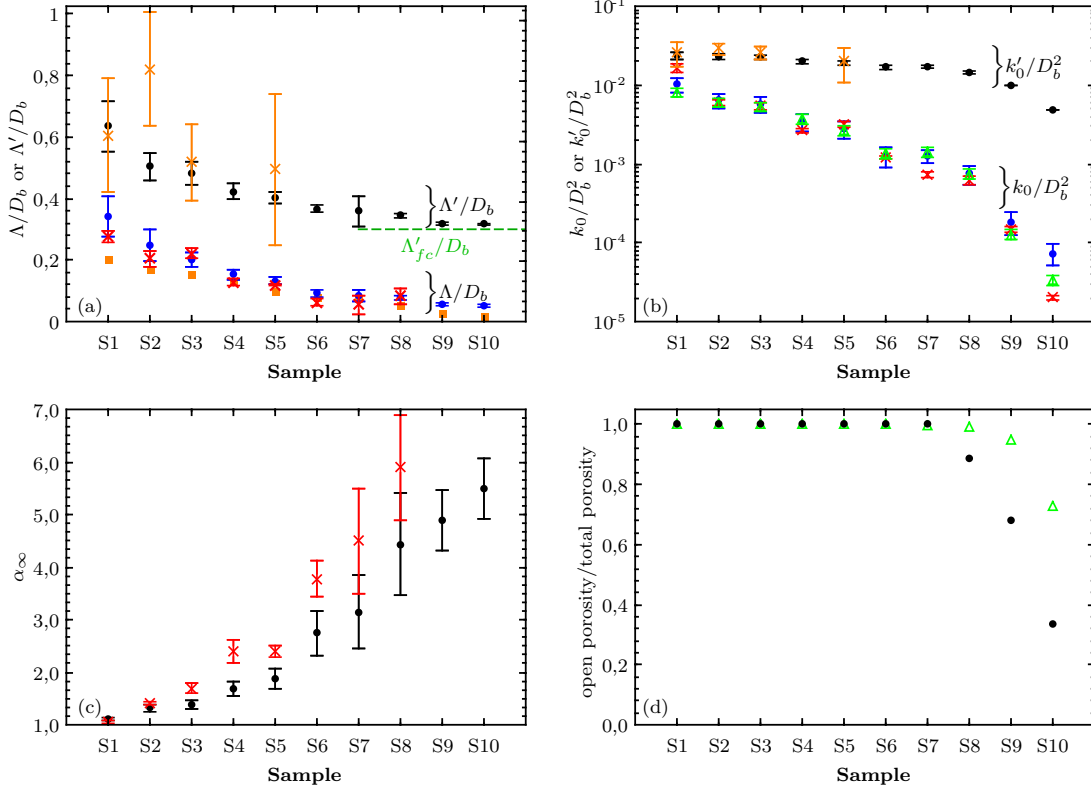 1
0.8
0.6
0.4
0.2
0
Λ/D_b or Λ′/D_b
}Λ′/D_b
Λ′_fc/D_b
}Λ/D_b
(a)
S1 S2 S3 S4 S5 S6 S7 S8 S9 S10
Sample
10^-1
10^-2
10^-3
10^-4
10^-5
k_0/D_b^2 or k′_0/D_b^2
}k′_0/D_b^2
}k_0/D_b^2
(b)
S1 S2 S3 S4 S5 S6 S7 S8 S9 S10
Sample
7,0
6,0
5,0
4,0
3,0
2,0
1,0
α_∞
(c)
S1 S2 S3 S4 S5 S6 S7 S8 S9 S10
Sample
1,0
0,8
0,6
0,4
0,2
0,0
open porosity/total porosity
(d)
S1 S2 S3 S4 S5 S6 S7 S8 S9 S10
Sample